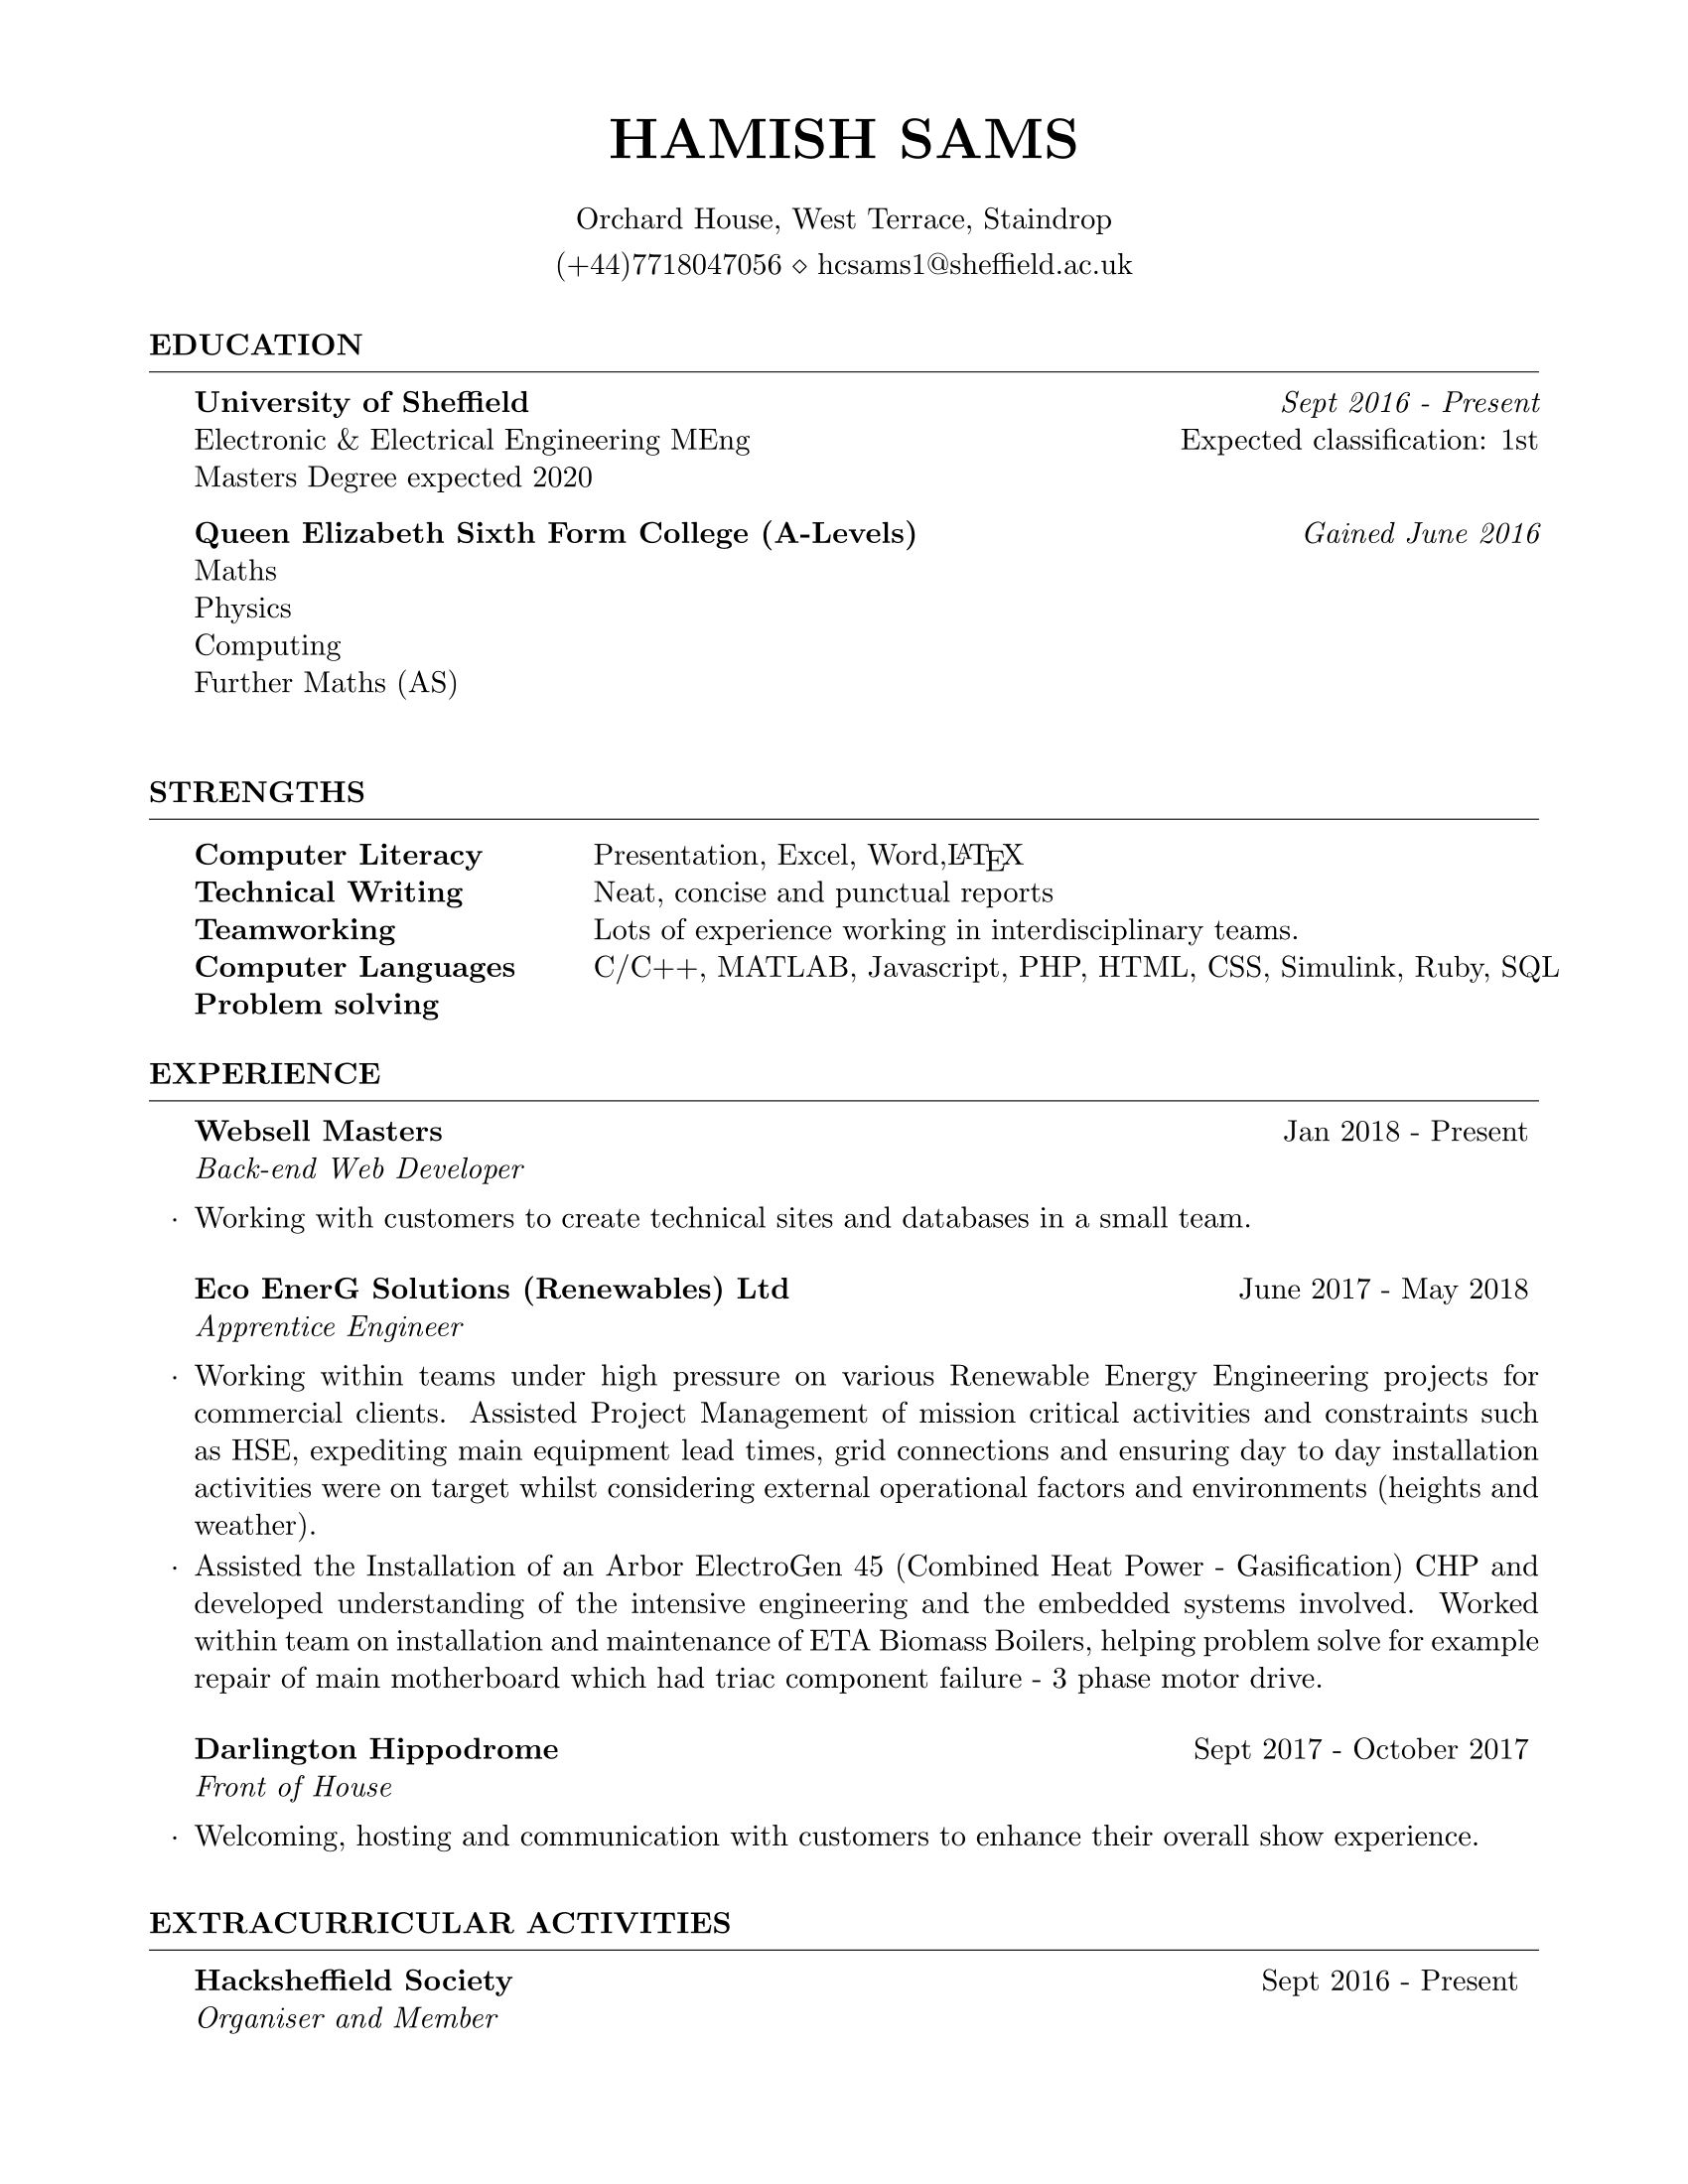 HAMISH SAMS
Orchard House, West Terrace, Staindrop
(+44)7718047056 ⋄ hcsams1@sheffield.ac.uk
EDUCATION
University of Sheffield Sept 2016 - Present
Electronic & Electrical Engineering MEng Expected classification: 1st
Masters Degree expected 2020
Queen Elizabeth Sixth Form College (A-Levels) Gained June 2016
Maths
Physics
Computing
Further Maths (AS)
STRENGTHS
Computer Literacy Presentation, Excel, Word,LATEX
Technical Writing Neat, concise and punctual reports
Teamworking Lots of experience working in interdisciplinary teams.
Computer Languages C/C++, MATLAB, Javascript, PHP, HTML, CSS, Simulink, Ruby, SQL
Problem solving
EXPERIENCE
Websell Masters Jan 2018 - Present
Back-end Web Developer
· Working with customers to create technical sites and databases in a small team.
Eco EnerG Solutions (Renewables) Ltd June 2017 - May 2018
Apprentice Engineer
· Working within teams under high pressure on various Renewable Energy Engineering projects for
commercial clients. Assisted Project Management of mission critical activities and constraints such
as HSE, expediting main equipment lead times, grid connections and ensuring day to day installation
activities were on target whilst considering external operational factors and environments (heights and
weather).
· Assisted the Installation of an Arbor ElectroGen 45 (Combined Heat Power - Gasification) CHP and
developed understanding of the intensive engineering and the embedded systems involved. Worked
within team on installation and maintenance of ETA Biomass Boilers, helping problem solve for example
repair of main motherboard which had triac component failure - 3 phase motor drive.
Darlington Hippodrome Sept 2017 - October 2017
Front of House
· Welcoming, hosting and communication with customers to enhance their overall show experience.
EXTRACURRICULAR ACTIVITIES
Hacksheffield Society Sept 2016 - Present
Organiser and Member